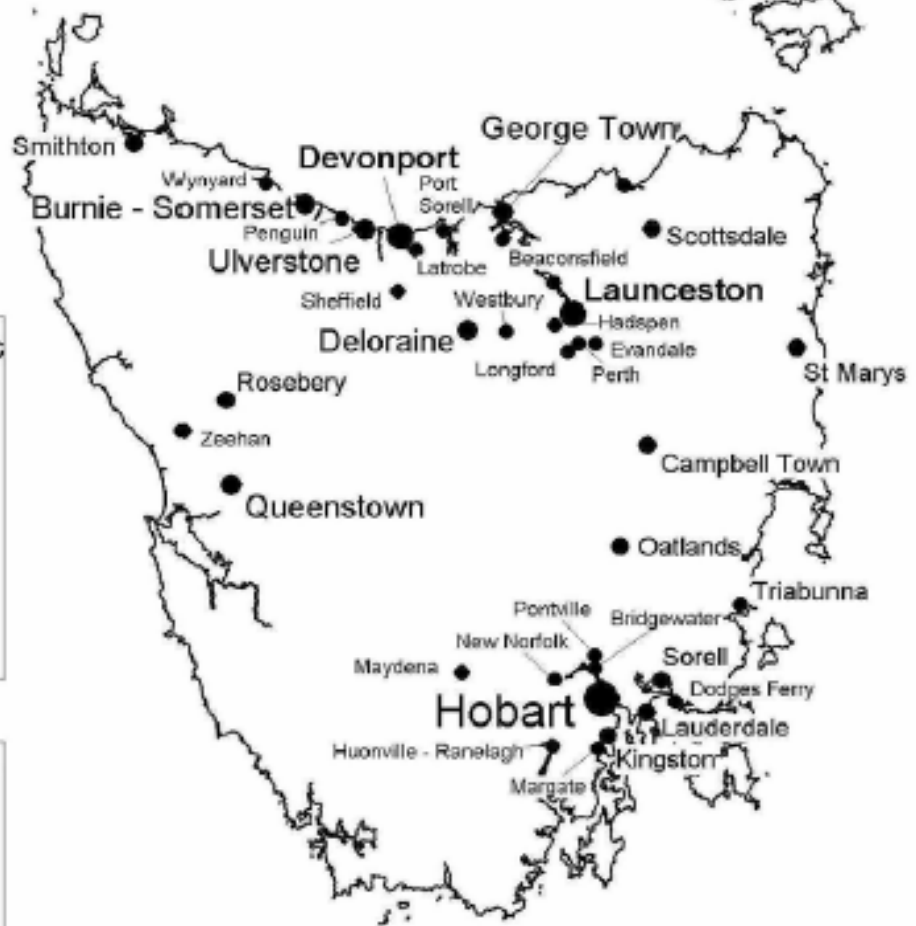 George Town
Smithton
Devonport
Wynyard
Port
Sorell
Burnie - Somerset
Penguin
Scottsdale
Ulverstone
Latrobe
Beaconsfield
Sheffield
Westbury
Launceston
Hadspen
Deloraine
Evandale
Longford
Perth
St Marys
Rosebery
Zeehan
Campbell Town
Queenstown
Oatlands
Triabunna
Pontville
Bridgewater
New Norfolk
Sorell
Maydena
Dodges Ferry
Hobart
Lauderdale
Huonville - Ranelagh
Kingston
Margate